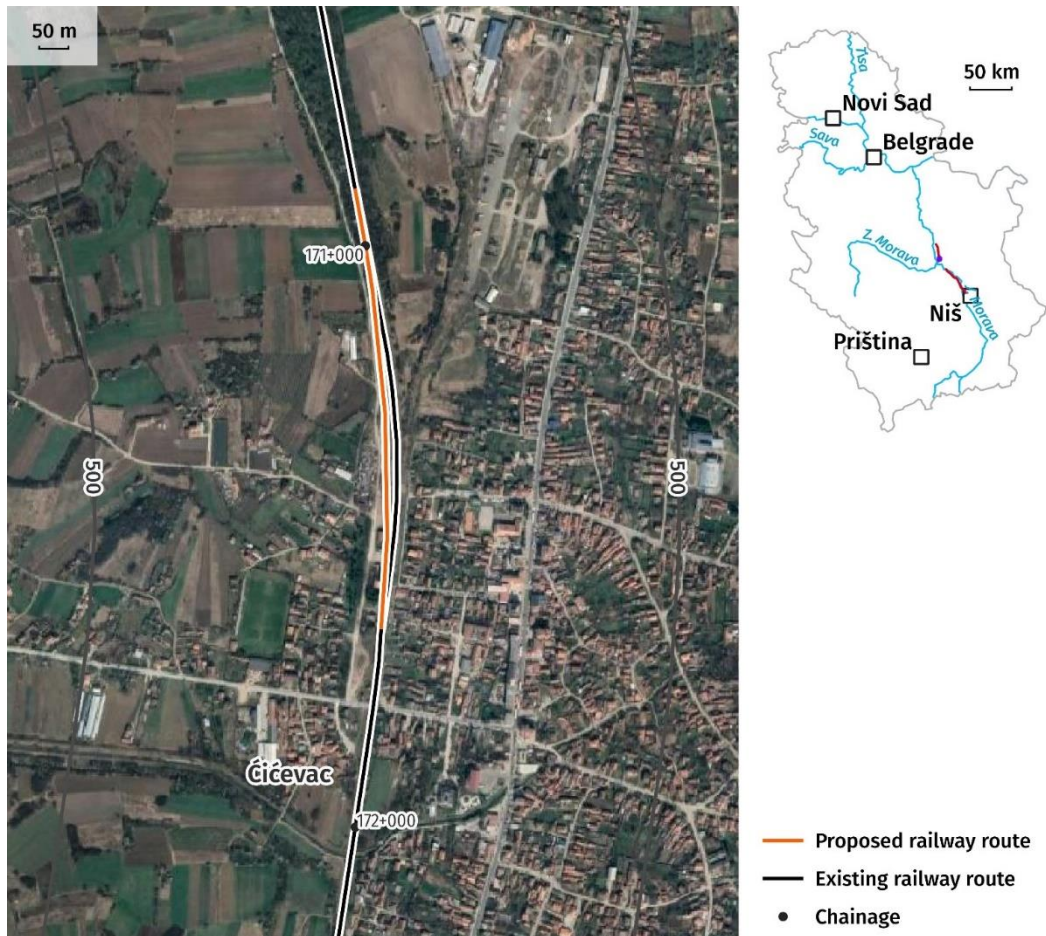 50 m
171+000
500
500
Ćićevac
172+000
Tisa
50 km
Novi Sad
Sava
Belgrade
Z. Morava
Niš
Morava
Priština
Proposed railway route
Existing railway route
Chainage